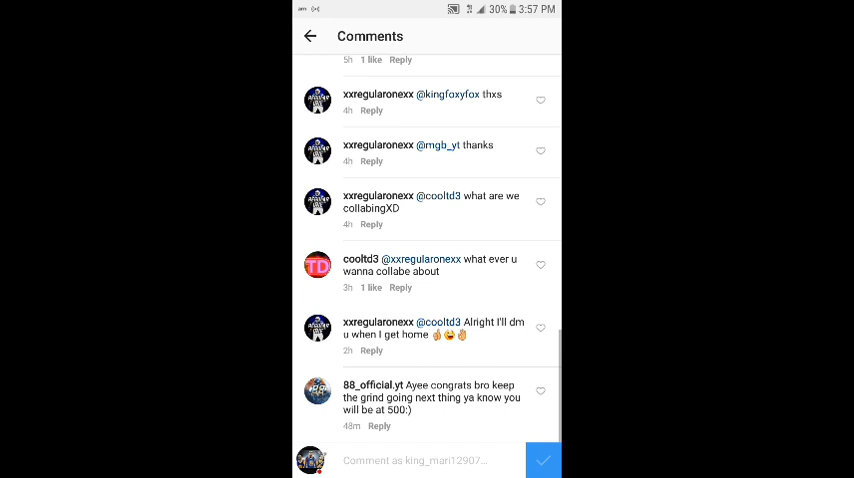 30% 3:57 PM
Comments
5h 1 like Reply
xxregularonexx @kingfoxyfox thxs
4h Reply
xxregularonexx @mgb_yt thanks
4h Reply
xxregularonexx @cooltd3 what are we
collabingXD
4h Reply
TD
cooltd3 @xxregularonexx what ever u
wanna collabe about
3h 1 like Reply
xxregularonexx @cooltd3 Alright I'll dm
u when I get home
2h Reply
88_official.yt Ayee congrats bro keep
the grind going next thing ya know you
will be at 500:)
48m Reply
Comment as king_mari12907...